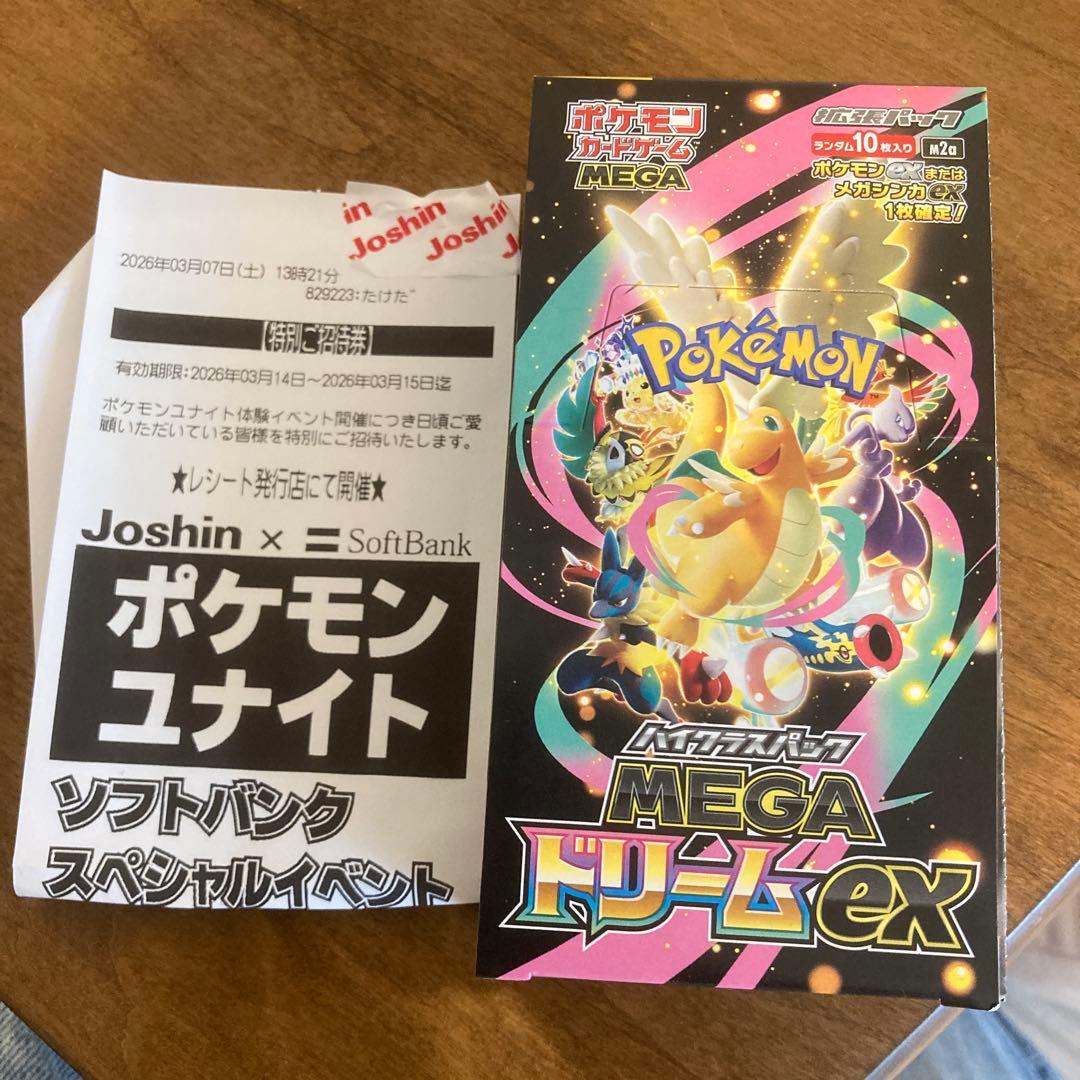 in
Joshin
Joshin
J
2026年03月07日(土) 13時21分
829223:たけだ
【特別ご招待券】
有効期限:2026年03月14日～2026年03月15日迄
ポケモンユナイト体験イベント開催につき日頃ご愛
顧いただいている皆様を特別にご招待いたします。
★レシート発行店にて開催★
Joshin × SoftBank
ポケモン
ユナイト
ソフトバンク
スペシャルイベント
ポケモン
カードゲーム™
MEGA
拡張パック
ランダム10枚入り M2a
ポケモンexまたは
メガシンカex
1枚確定!
POKéMON™
ハイクラスパック
MEGA
ドリームex